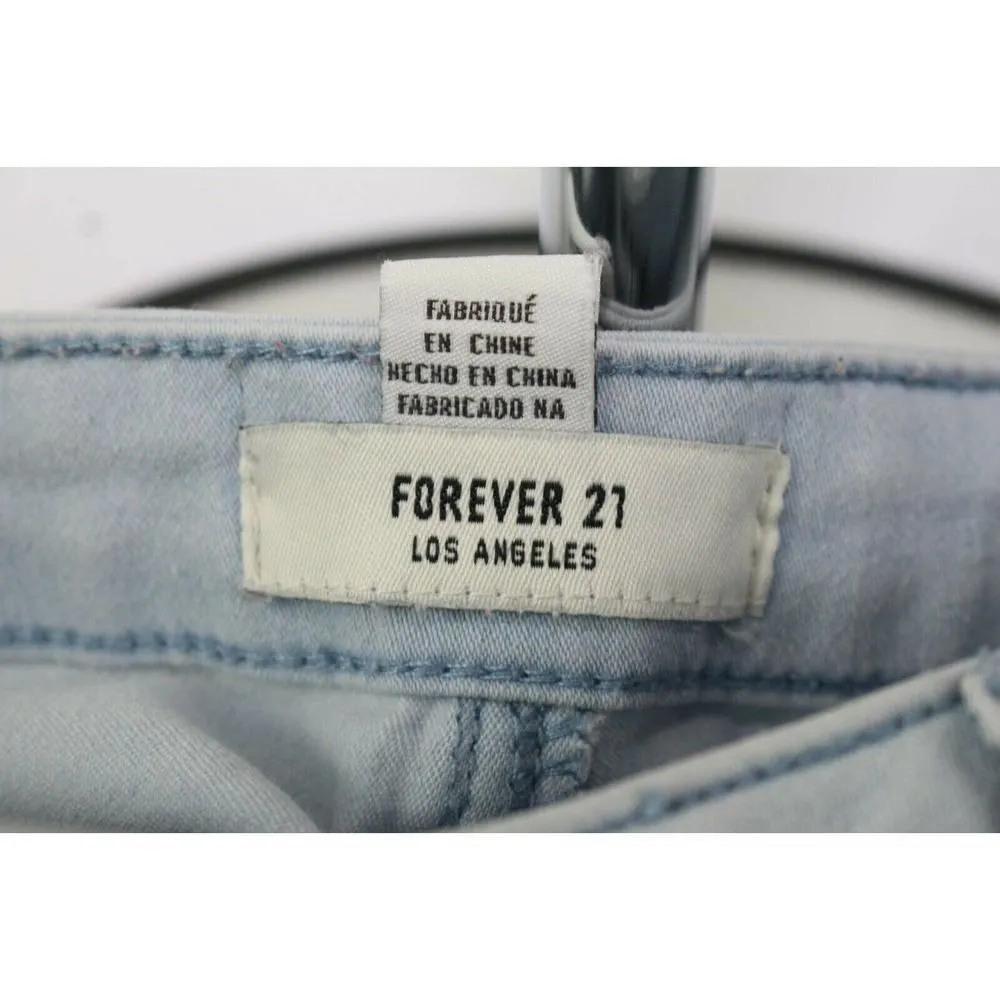 FABRIQUÉ
EN CHINE
HECHO EN CHINA
FABRICADO NA
FOREVER 21
LOS ANGELES